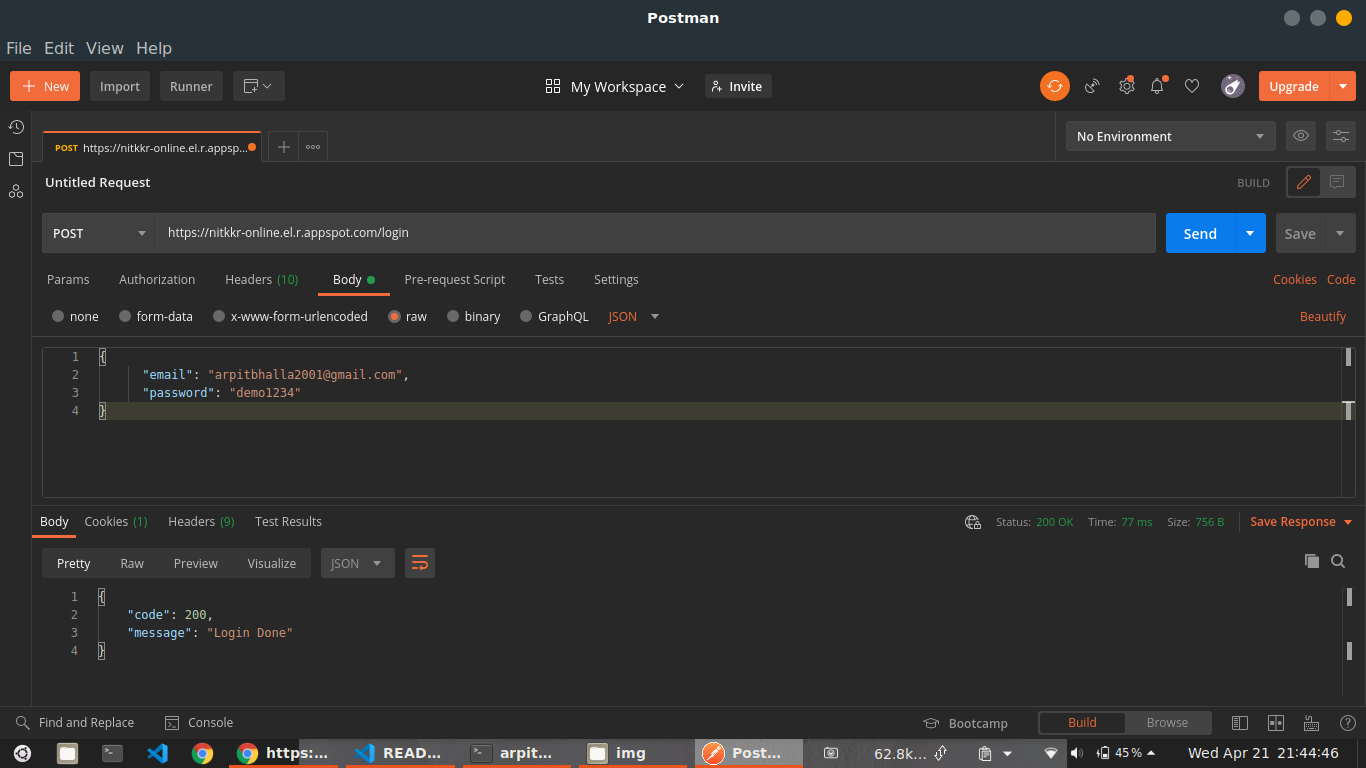 Postman
File Edit View Help
New Import Runner My Workspace Invite Upgrade
POST https://nitkkr-online.el.r.appsp... No Environment
Untitled Request BUILD
POST https://nitkkr-online.el.r.appspot.com/login Send Save
Params Authorization Headers (10) Body Pre-request Script Tests Settings Cookies Code
none form-data x-www-form-urlencoded raw binary GraphQL JSON Beautify
1 {
2 "email": "arpitbhalla2001@gmail.com",
3 "password": "demo1234"
4 }
Body Cookies (1) Headers (9) Test Results Status: 200 OK Time: 77 ms Size: 756 B Save Response
Pretty Raw Preview Visualize JSON
1 {
2 "code": 200,
3 "message": "Login Done"
4 }
Find and Replace Console Bootcamp Build Browse
https:... READ... arpit... img Post... 62.8k... 45% Wed Apr 21 21:44:46